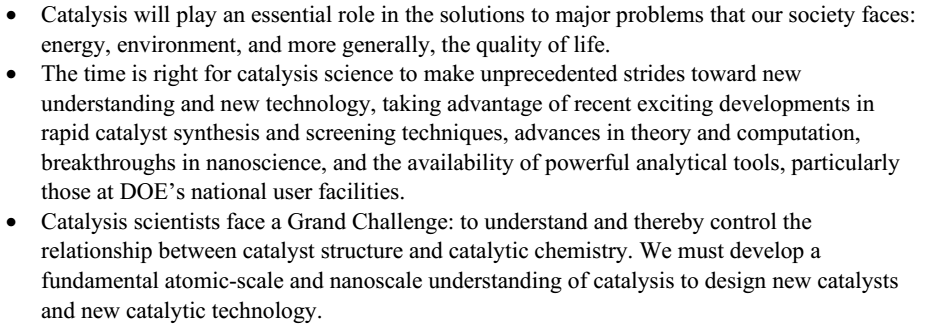 • Catalysis will play an essential role in the solutions to major problems that our society faces:
energy, environment, and more generally, the quality of life.
• The time is right for catalysis science to make unprecedented strides toward new
understanding and new technology, taking advantage of recent exciting developments in
rapid catalyst synthesis and screening techniques, advances in theory and computation,
breakthroughs in nanoscience, and the availability of powerful analytical tools, particularly
those at DOE’s national user facilities.
• Catalysis scientists face a Grand Challenge: to understand and thereby control the
relationship between catalyst structure and catalytic chemistry. We must develop a
fundamental atomic-scale and nanoscale understanding of catalysis to design new catalysts
and new catalytic technology.